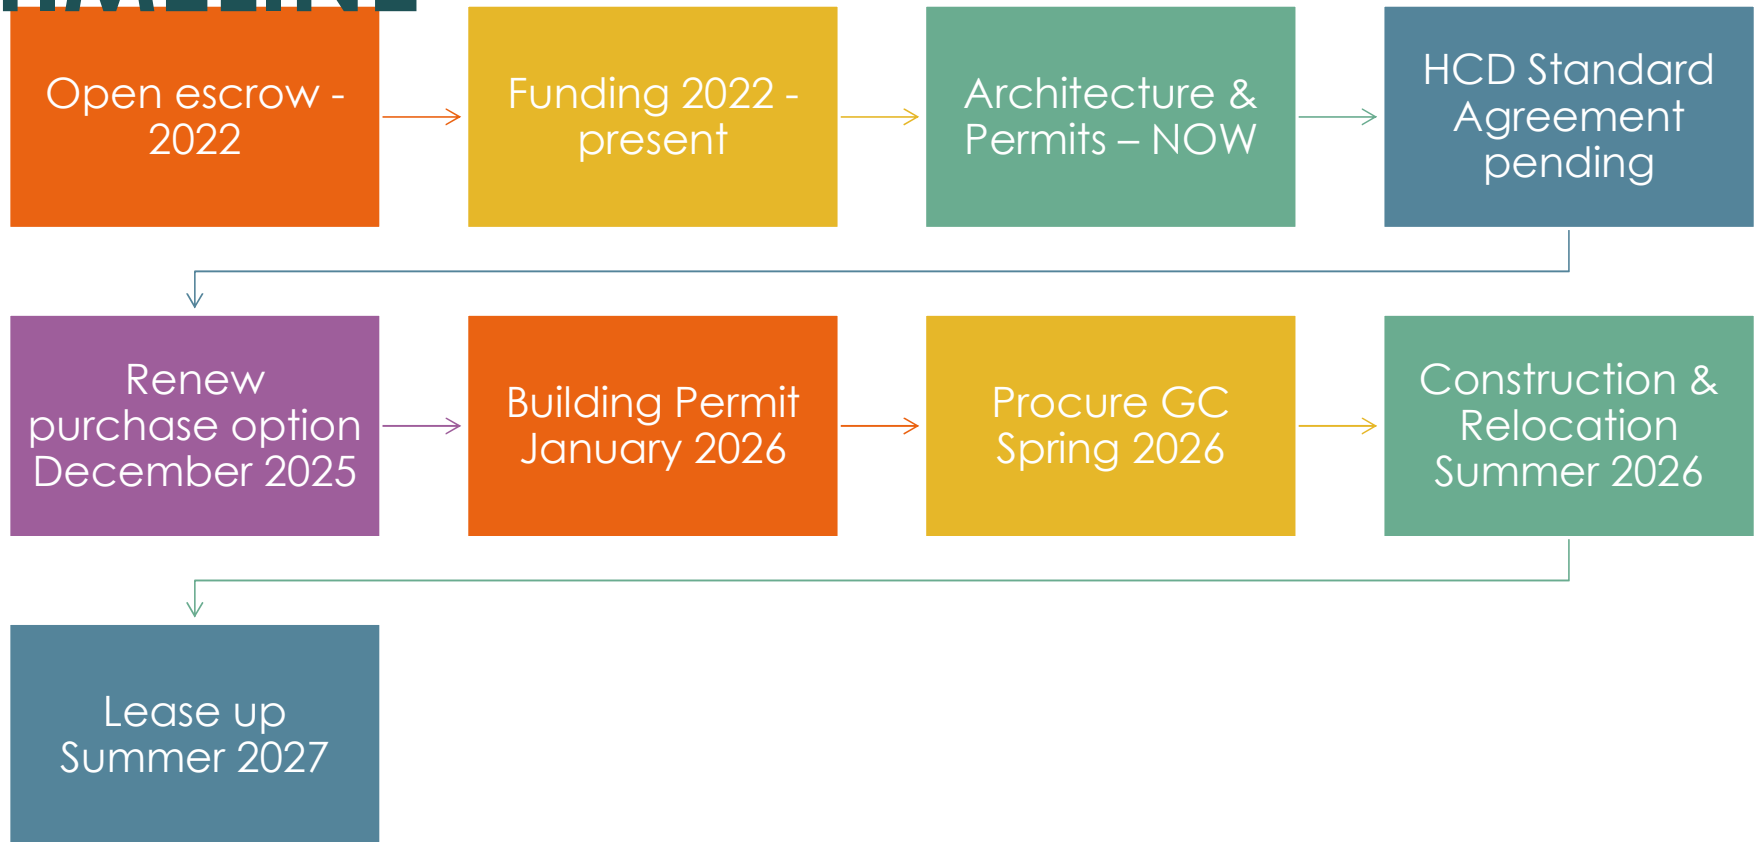 TIMELINE
Open escrow -
2022
Funding 2022 -
present
Architecture &
Permits – NOW
HCD Standard
Agreement
pending
Renew
purchase option
December 2025
Building Permit
January 2026
Procure GC
Spring 2026
Construction &
Relocation
Summer 2026
Lease up
Summer 2027